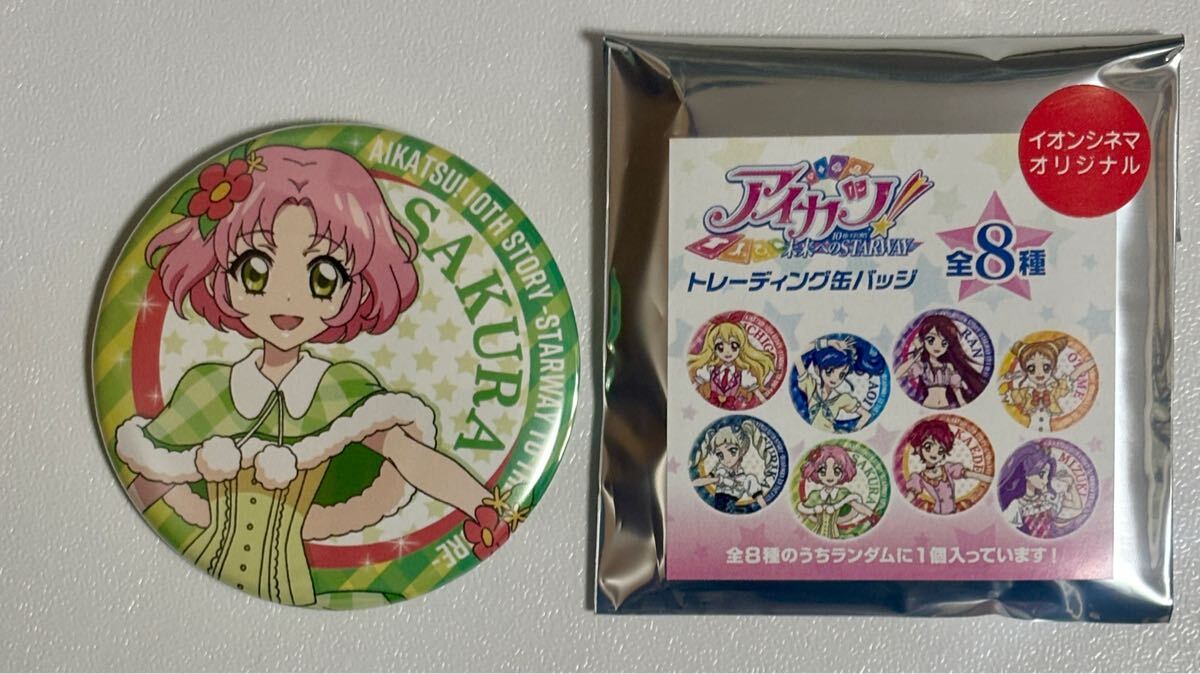 AIKATSU! 10TH STORY -STARWAY TO
RE-
SAKURA
イオンシネマ
オリジナル
アイカツ!
10th STORY
未来へのSTARWAY
トレーディング缶バッジ
全8種
ICHIGO
AOI
RAN
OTOME
YURIKA
SAKURA
KAEDE
MIZUKI
全8種のうちランダムに1個入っています!